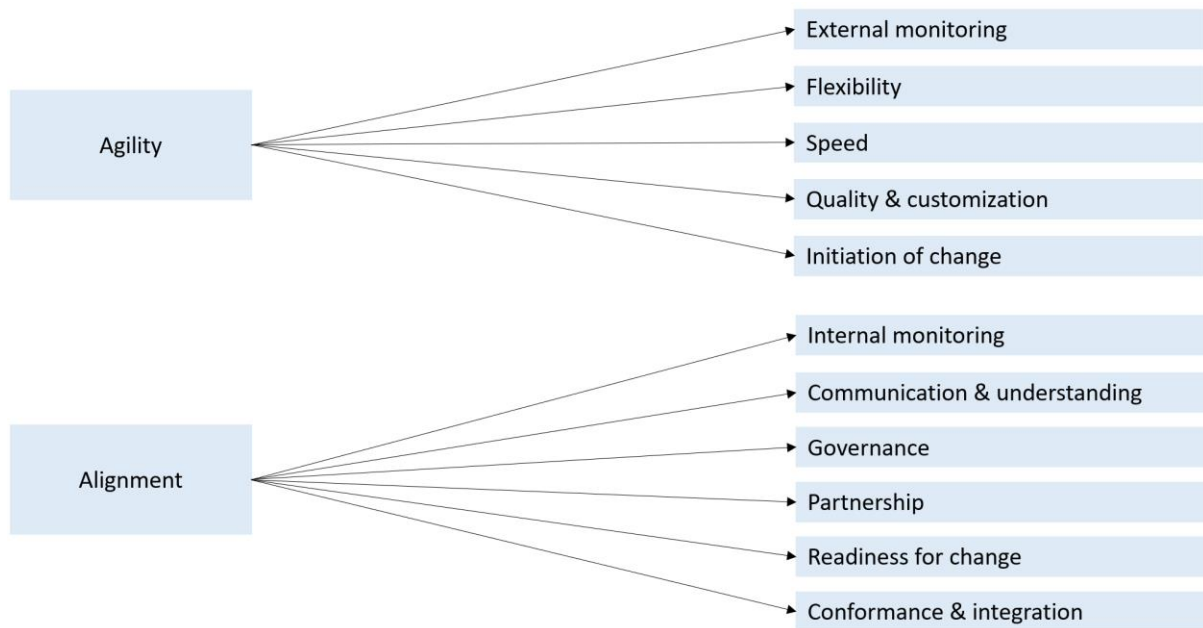 Agility
External monitoring
Flexibility
Speed
Quality & customization
Initiation of change
Alignment
Internal monitoring
Communication & understanding
Governance
Partnership
Readiness for change
Conformance & integration